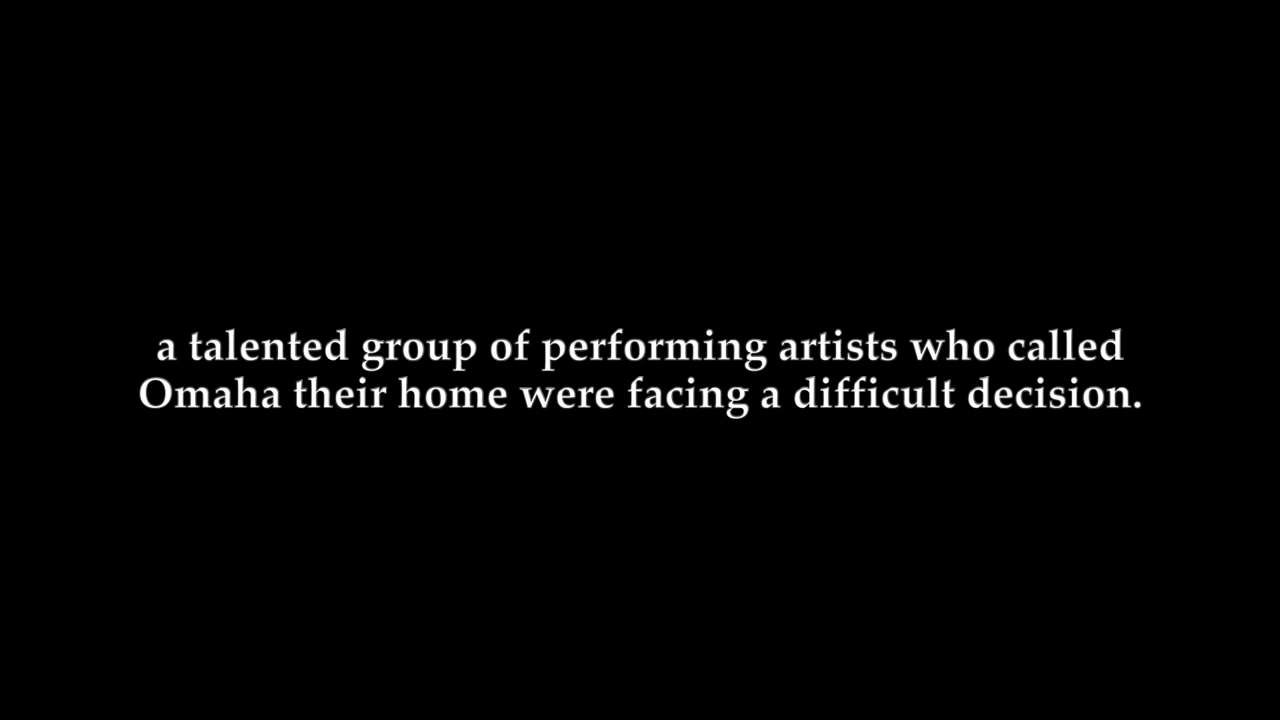 a talented group of performing artists who called
Omaha their home were facing a difficult decision.